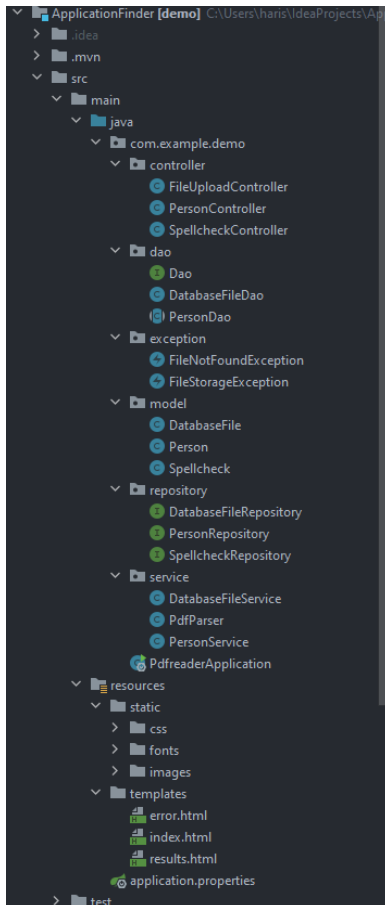 ApplicationFinder [demo] C:\Users\haris\IdeaProjects\Ap
.idea
.mvn
src
main
java
com.example.demo
controller
FileUploadController
PersonController
SpellcheckController
dao
Dao
DatabaseFileDao
PersonDao
exception
FileNotFoundException
FileStorageException
model
DatabaseFile
Person
Spellcheck
repository
DatabaseFileRepository
PersonRepository
SpellcheckRepository
service
DatabaseFileService
PdfParser
PersonService
PdfreaderApplication
resources
static
css
fonts
images
templates
error.html
index.html
results.html
application.properties
test